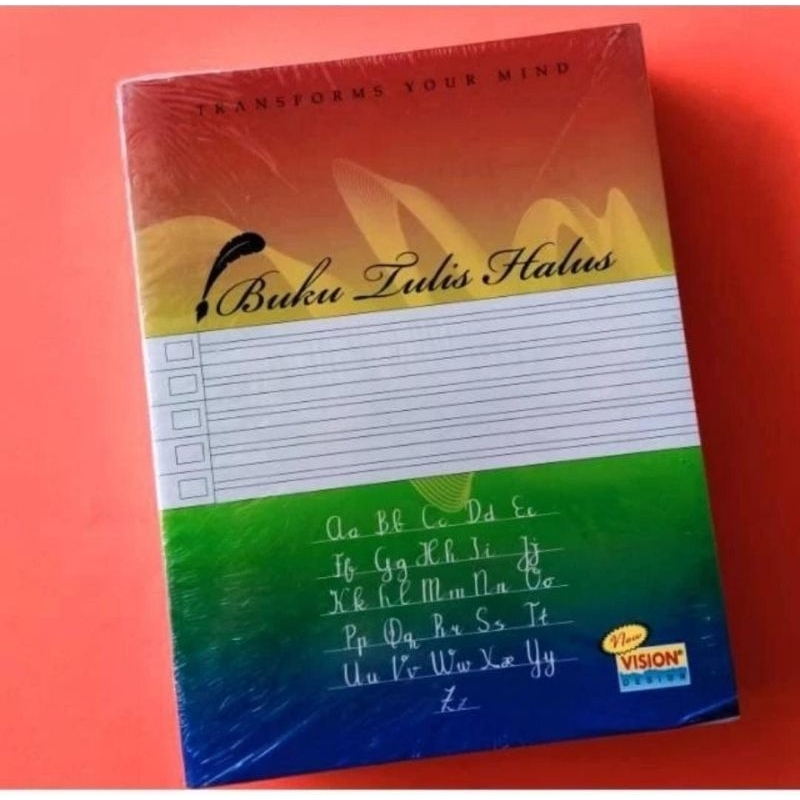 TRANSFORMS YOUR MIND
Buku Tulis Halus
Aa Bb Cc Dd Ee
Ff Gg Hh Ii Jj
Kk Ll Mm Nn Oo
Pp Qq Rr Ss Tt
Uu Vv Ww Xx Yy
Zz
New
VISION®
DESIGN